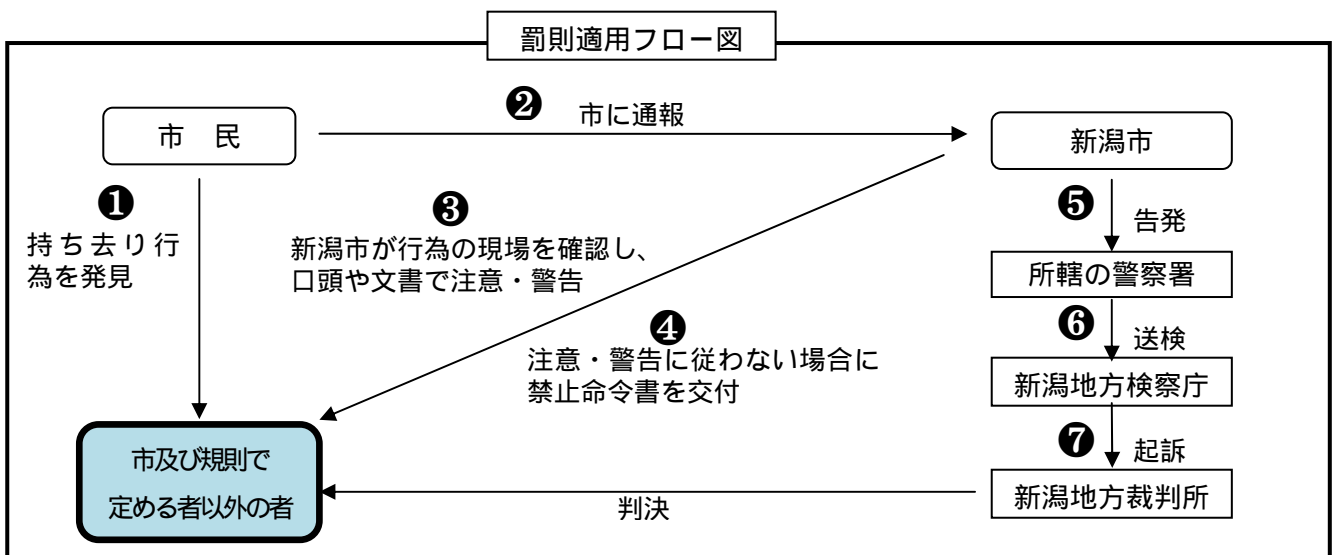 罰則適用フロー図
❷ 市に通報
市　民
新潟市
❶
持ち去り行
為を発見
❸
新潟市が行為の現場を確認し、
口頭や文書で注意・警告
❹
注意・警告に従わない場合に
禁止命令書を交付
❺ 告発
所轄の警察署
❻ 送検
新潟地方検察庁
❼ 起訴
新潟地方裁判所
判決
市及び規則で
定める者以外の者